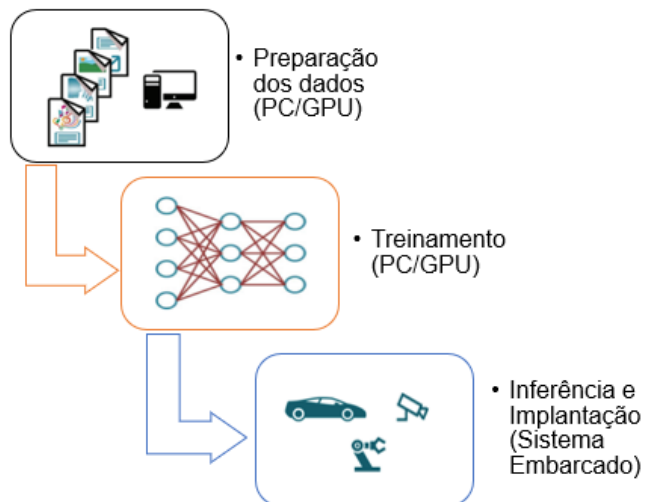 • Preparação
dos dados
(PC/GPU)
• Treinamento
(PC/GPU)
• Inferência e
Implantação
(Sistema
Embarcado)